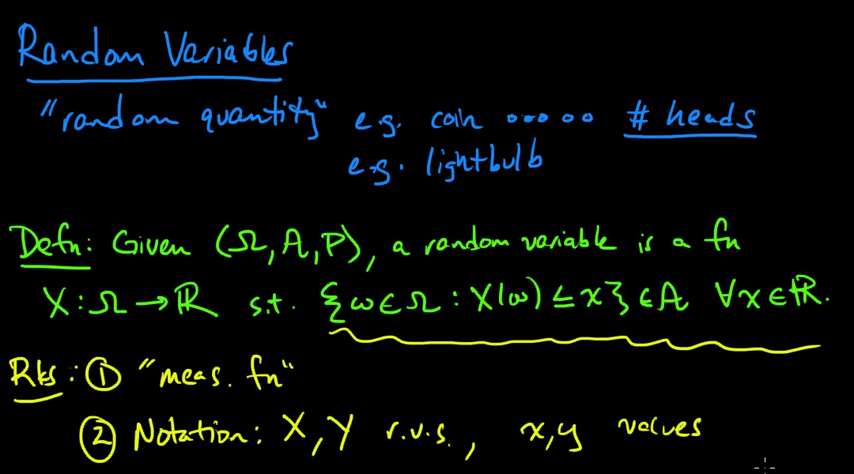 Random Variables
"random quantity" e.g. coin ooooo # heads
e.g. lightbulb
Defn: Given (Ω, A, P), a random variable is a fn
X: Ω → ℝ s.t. {ω ∈ Ω : X(ω) ≤ x} ∈ A ∀x ∈ ℝ.
Rks: ① "meas. fn"
② Notation: X, Y r.v.s., x, y values